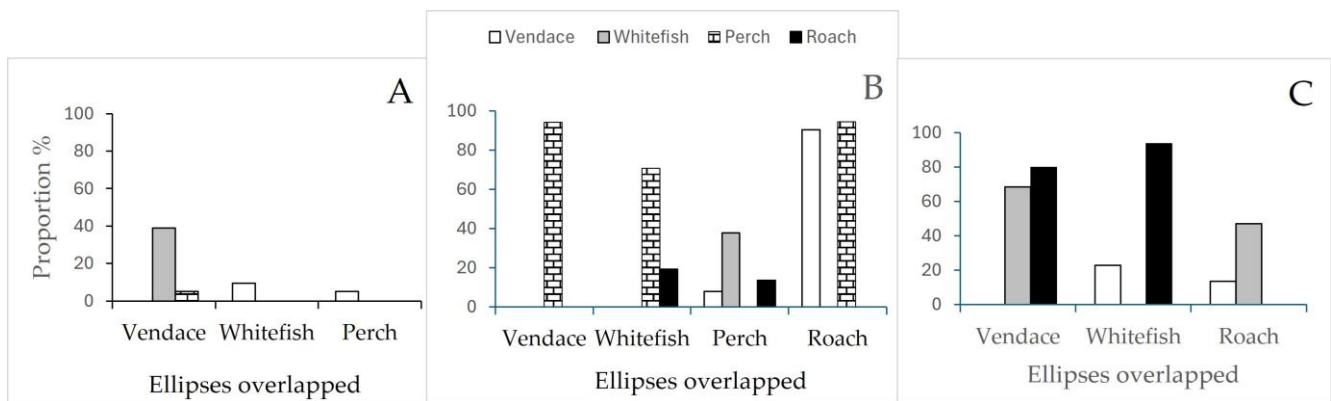 Vendace Whitefish Perch Roach
A
Proportion %
100
80
60
40
20
0
Vendace Whitefish Perch
Ellipses overlapped
B
100
80
60
40
20
0
Vendace Whitefish Perch Roach
Ellipses overlapped
C
100
80
60
40
20
0
Vendace Whitefish Roach
Ellipses overlapped